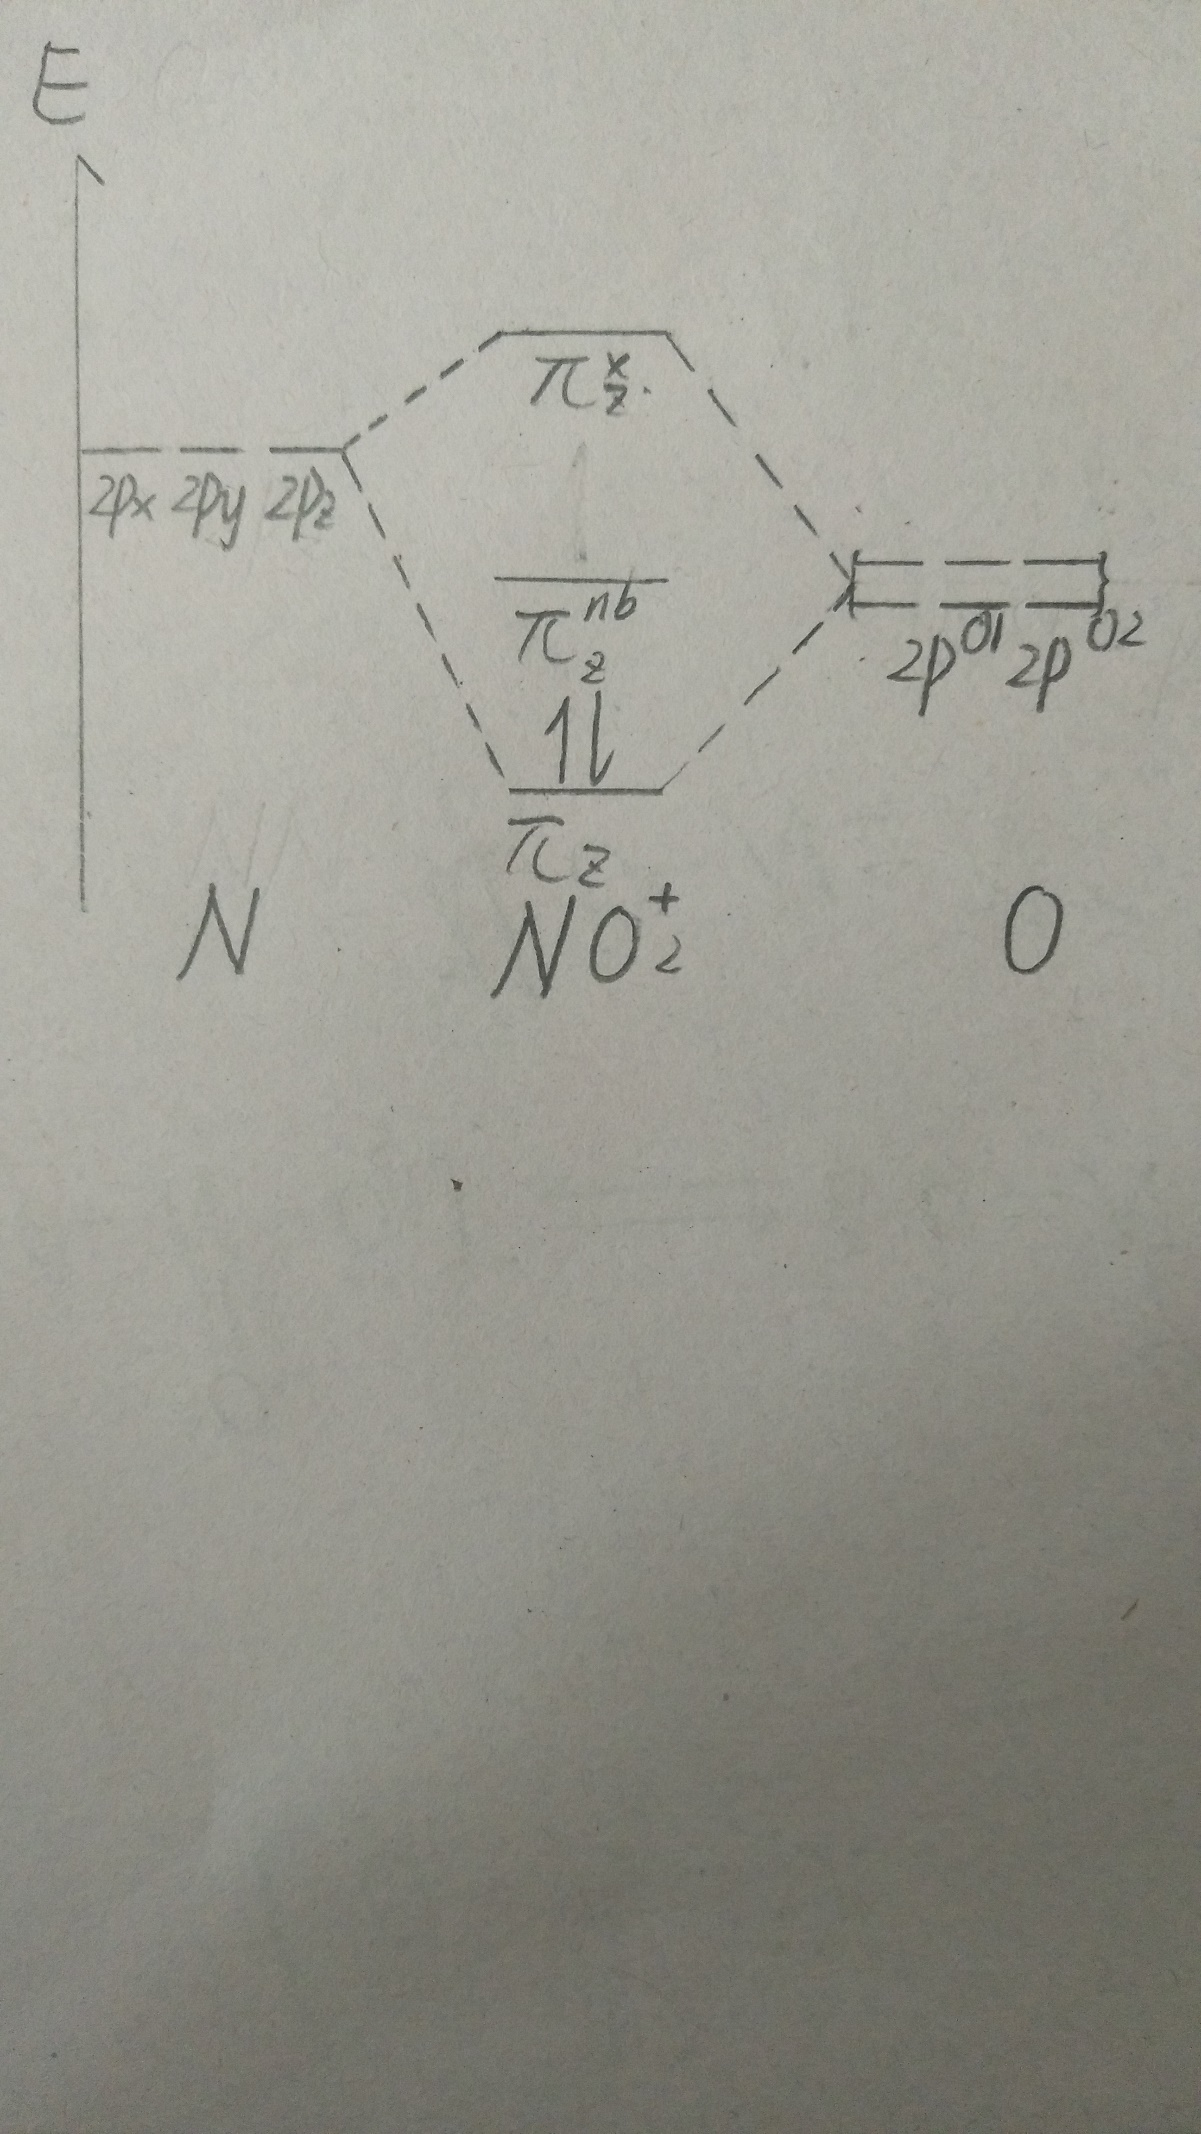 E
π x/z
2px 2py 2pz
π z nb
2p O1 2p O2
⥮
π z
N NO2+ O